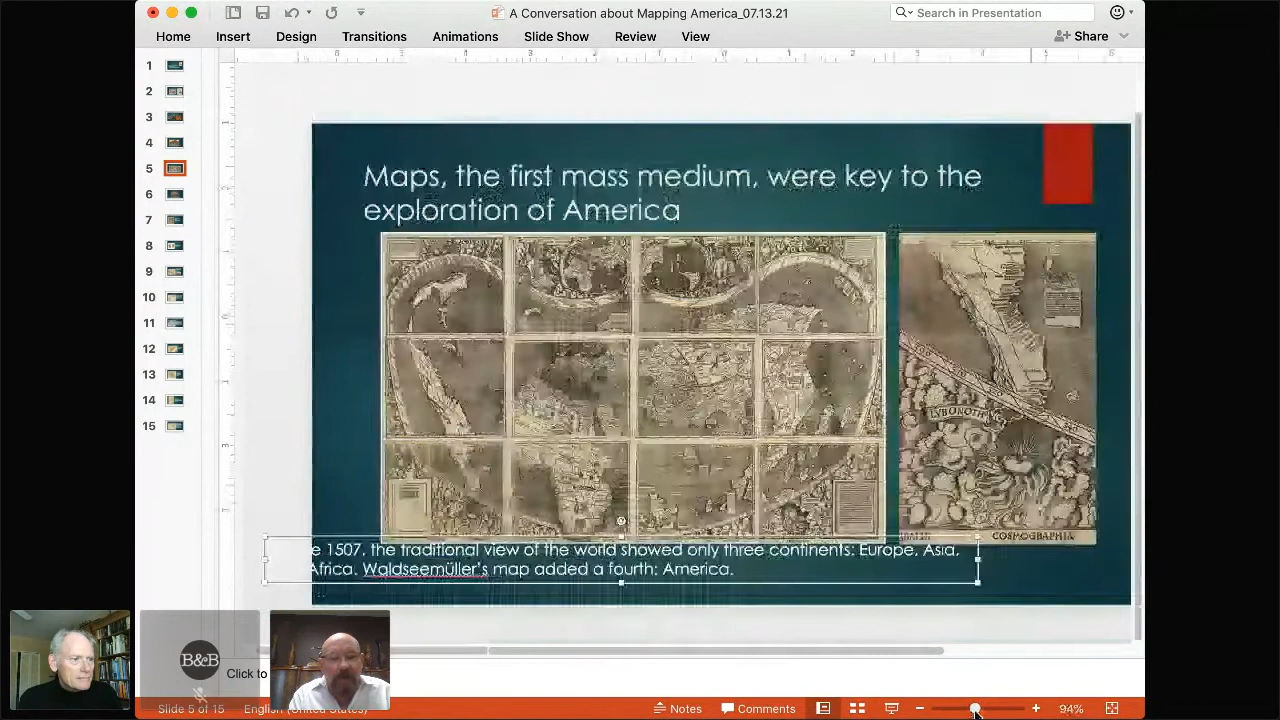 A Conversation about Mapping America_07.13.21
Search in Presentation
Home Insert Design Transitions Animations Slide Show Review View
Share
1
2
3
4
5
6
7
8
9
10
11
12
13
14
15
Maps, the first mass medium, were key to the
exploration of America
LYBONOTH
COSMOGRAPHIA
e 1507, the traditional view of the world showed only three continents: Europe, Asia,
Africa. Waldseemüller's map added a fourth: America.
B&B
Click to
Slide 5 of 15 English (United States)
Notes Comments 94%